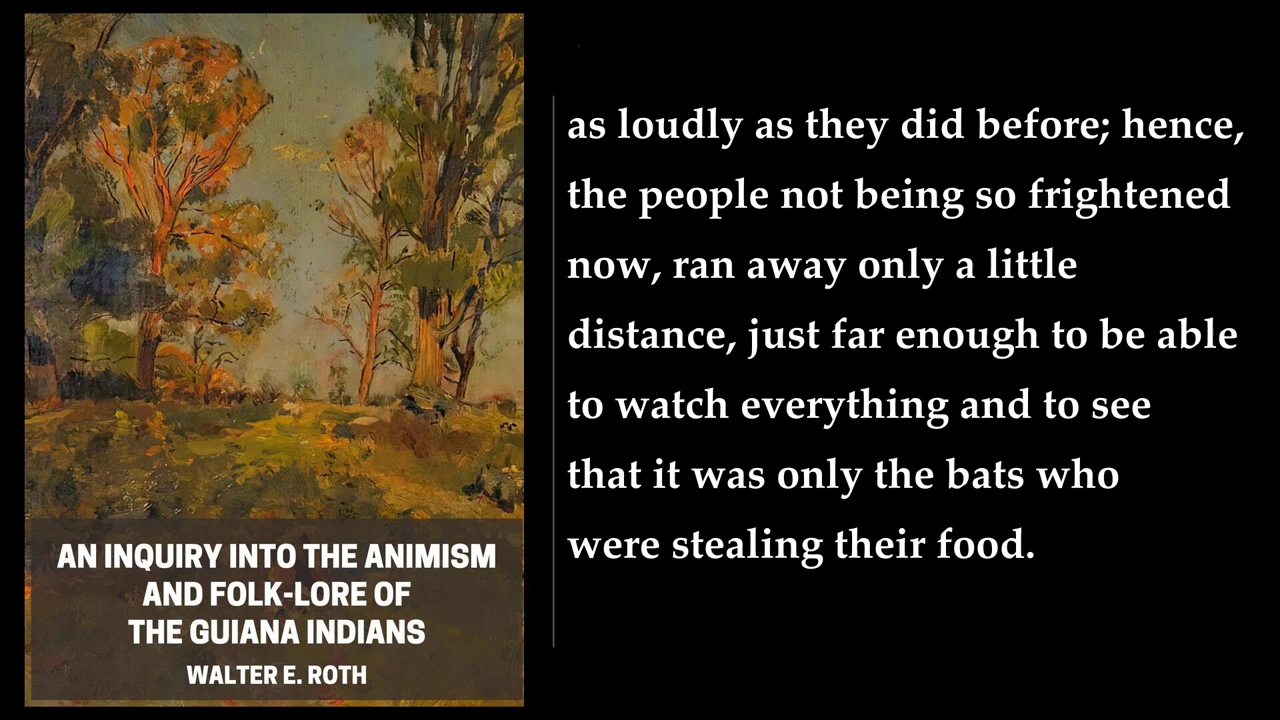 AN INQUIRY INTO THE ANIMISM
AND FOLK-LORE OF
THE GUIANA INDIANS
WALTER E. ROTH
as loudly as they did before; hence,
the people not being so frightened
now, ran away only a little
distance, just far enough to be able
to watch everything and to see
that it was only the bats who
were stealing their food.